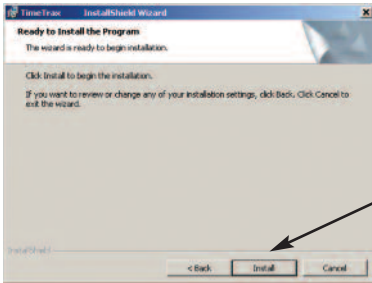 TimeTrax InstallShield Wizard
Ready to Install the Program
The wizard is ready to begin installation.
Click Install to begin the installation.
If you want to review or change any of your installation settings, click Back. Click Cancel to
exit the wizard.
InstallShield
< Back Install Cancel